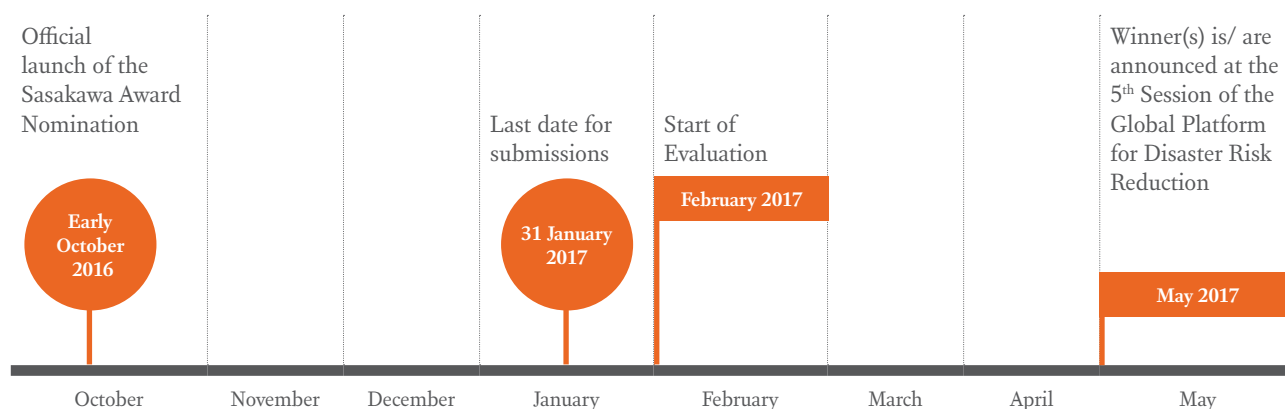 Official
launch of the
Sasakawa Award
Nomination
Early
October
2016
Last date for
submissions
31 January
2017
Start of
Evaluation
February 2017
Winner(s) is/ are
announced at the
5th Session of the
Global Platform
for Disaster Risk
Reduction
May 2017
October
November
December
January
February
March
April
May